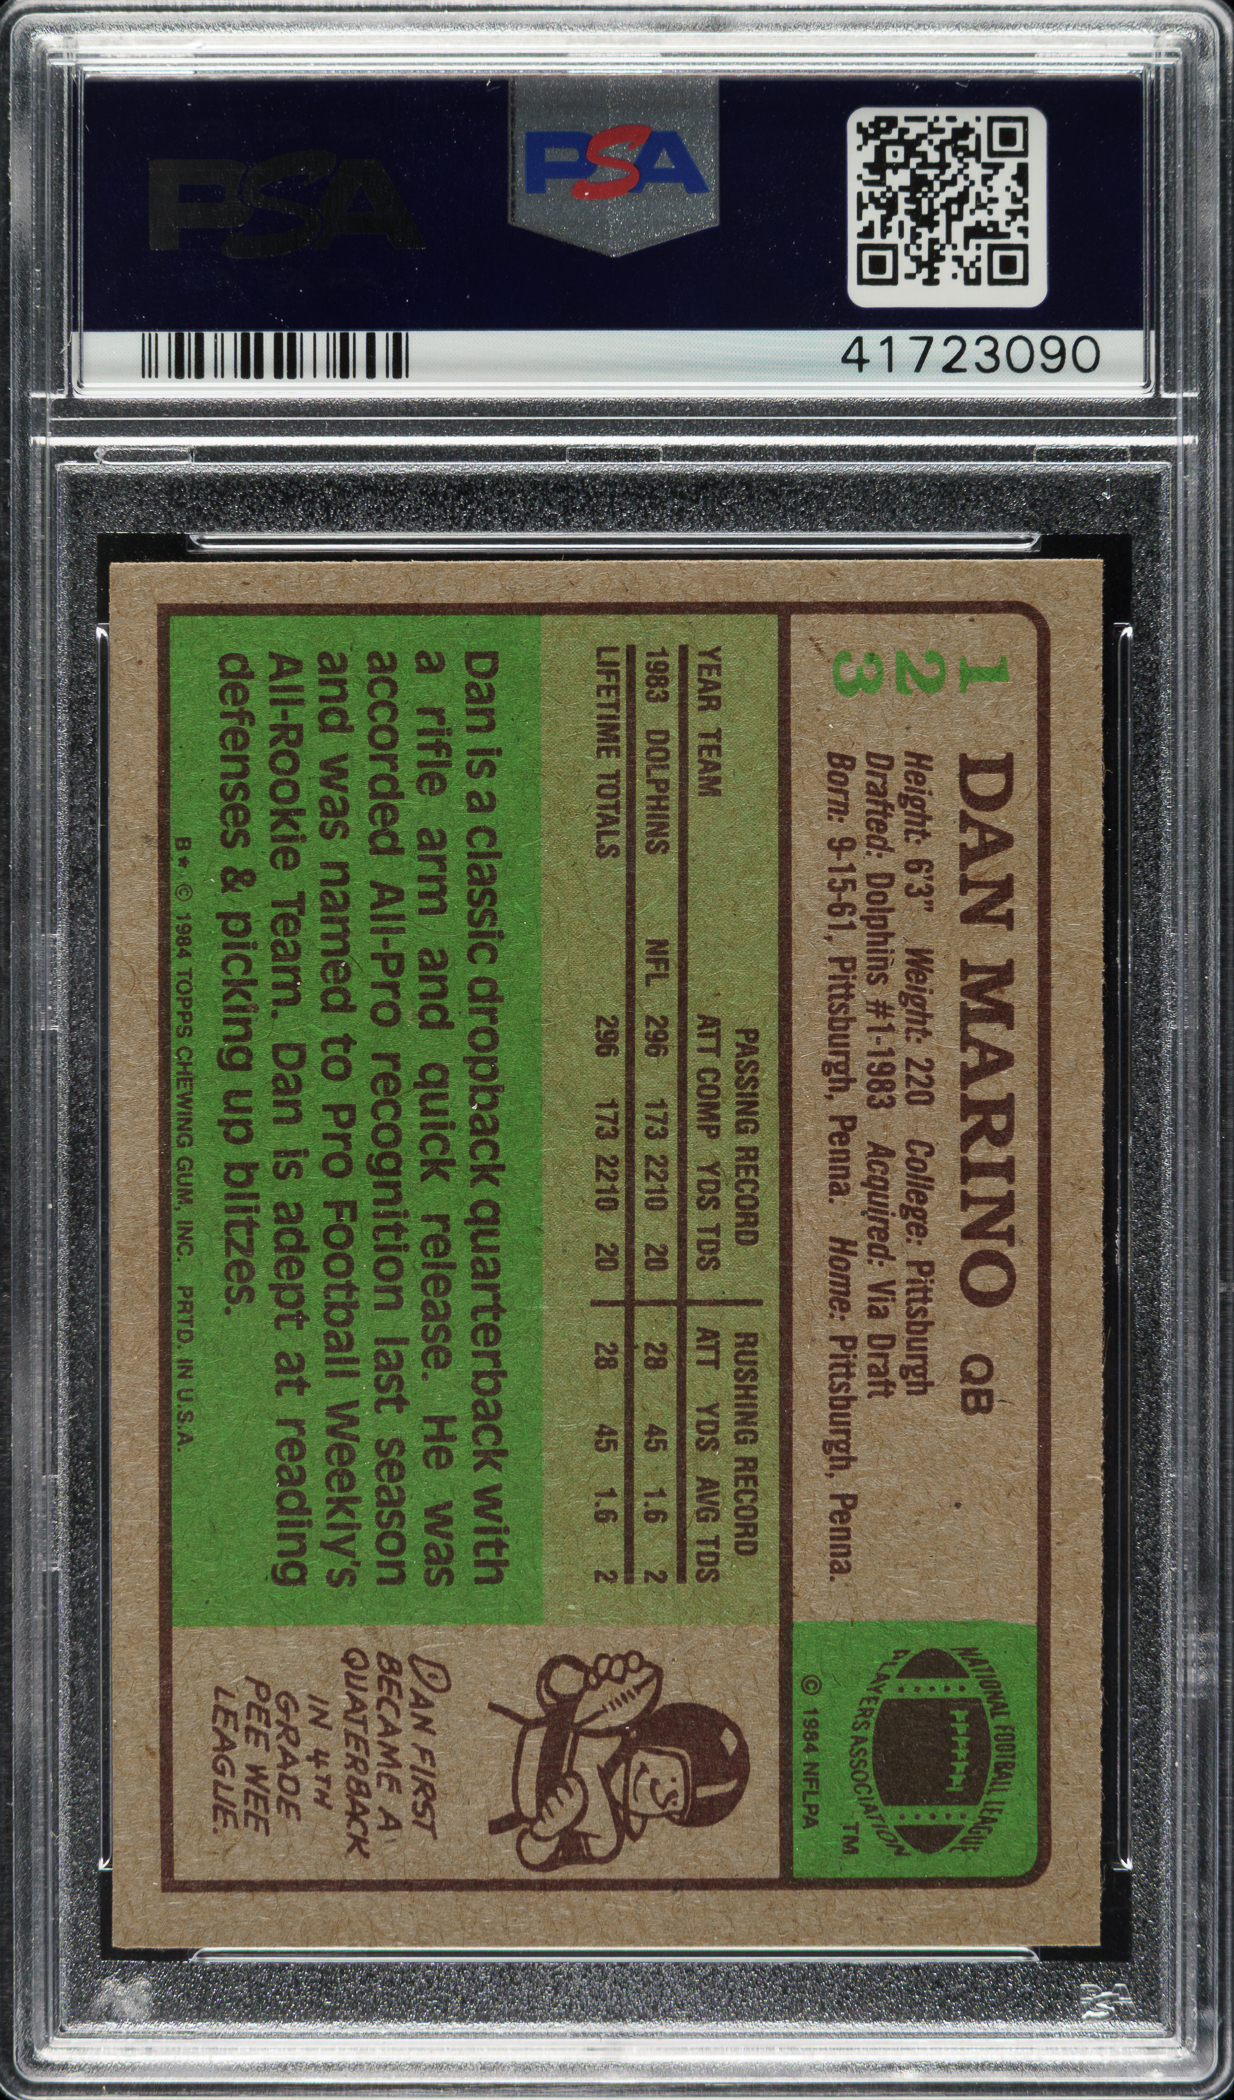 PSA
PSA
41723090
1
2
3
DAN MARINO QB
Height: 6'3" Weight: 220 College: Pittsburgh
Drafted: Dolphins #1-1983 Acquired: Via Draft
Born: 9-15-61, Pittsburgh, Penna. Home: Pittsburgh, Penna.
NATIONAL FOOTBALL LEAGUE
PLAYERS ASSOCIATION
TM
© 1984 NFLPA
PASSING RECORD RUSHING RECORD
YEAR TEAM ATT COMP YDS TDS ATT YDS AVG TDS
1983 DOLPHINS NFL 296 173 2210 20 28 45 1.6 2
LIFETIME TOTALS 296 173 2210 20 28 45 1.6 2
Dan is a classic dropback quarterback with
a rifle arm and quick release. He was
accorded All-Pro recognition last season
and was named to Pro Football Weekly's
All-Rookie Team. Dan is adept at reading
defenses & picking up blitzes.
B* © 1984 TOPPS CHEWING GUM, INC. PRTD. IN U.S.A.
DAN FIRST
BECAME A
QUATERBACK
IN 4TH
GRADE
PEE WEE
LEAGUE.
PSA